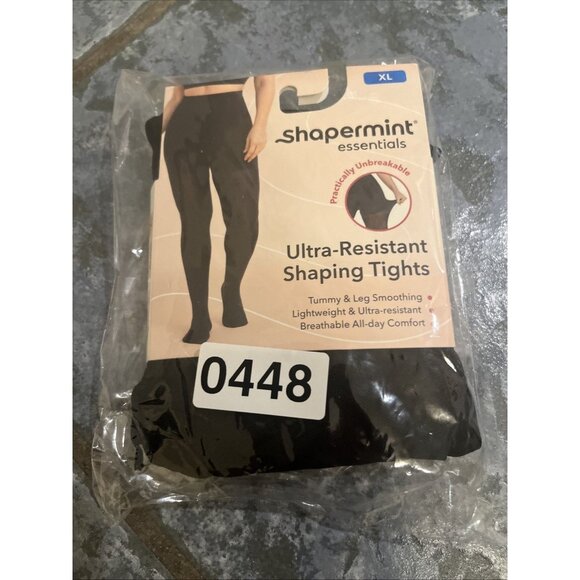 XL
Shapermint®
essentials
Practically Unbreakable
Ultra-Resistant
Shaping Tights
Tummy & Leg Smoothing •
Lightweight & Ultra-resistant •
Breathable All-day Comfort •
0448